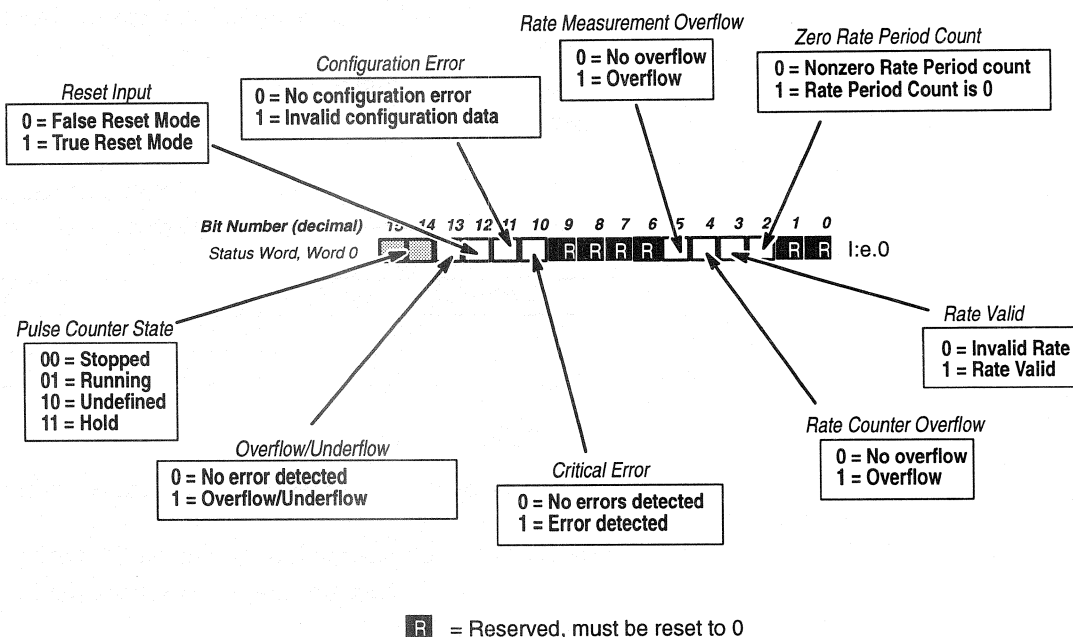 Rate Measurement Overflow
0 = No overflow
1 = Overflow
Zero Rate Period Count
0 = Nonzero Rate Period count
1 = Rate Period Count is 0
Configuration Error
0 = No configuration error
1 = Invalid configuration data
Reset Input
0 = False Reset Mode
1 = True Reset Mode
Bit Number (decimal) 15 14 13 12 11 10 9 8 7 6 5 4 3 2 1 0
Status Word, Word 0 R R R R R R I:e.0
Pulse Counter State
00 = Stopped
01 = Running
10 = Undefined
11 = Hold
Rate Valid
0 = Invalid Rate
1 = Rate Valid
Overflow/Underflow
0 = No error detected
1 = Overflow/Underflow
Critical Error
0 = No errors detected
1 = Error detected
Rate Counter Overflow
0 = No overflow
1 = Overflow
R = Reserved, must be reset to 0